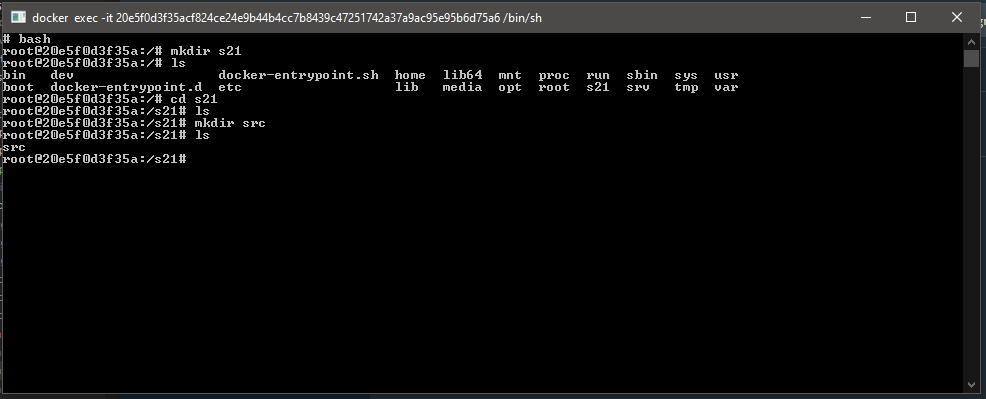 docker exec -it 20e5f0d3f35acf824ce24e9b44b4cc7b8439c47251742a37a9ac95e95b6d75a6 /bin/sh
# bash
root@20e5f0d3f35a:/# mkdir s21
root@20e5f0d3f35a:/# ls
bin   dev                  docker-entrypoint.sh  home  lib64  mnt  proc  run  sbin  sys  usr
boot  docker-entrypoint.d  etc                   lib   media  opt  root  s21  srv   tmp  var
root@20e5f0d3f35a:/# cd s21
root@20e5f0d3f35a:/s21# ls
root@20e5f0d3f35a:/s21# mkdir src
root@20e5f0d3f35a:/s21# ls
src
root@20e5f0d3f35a:/s21#